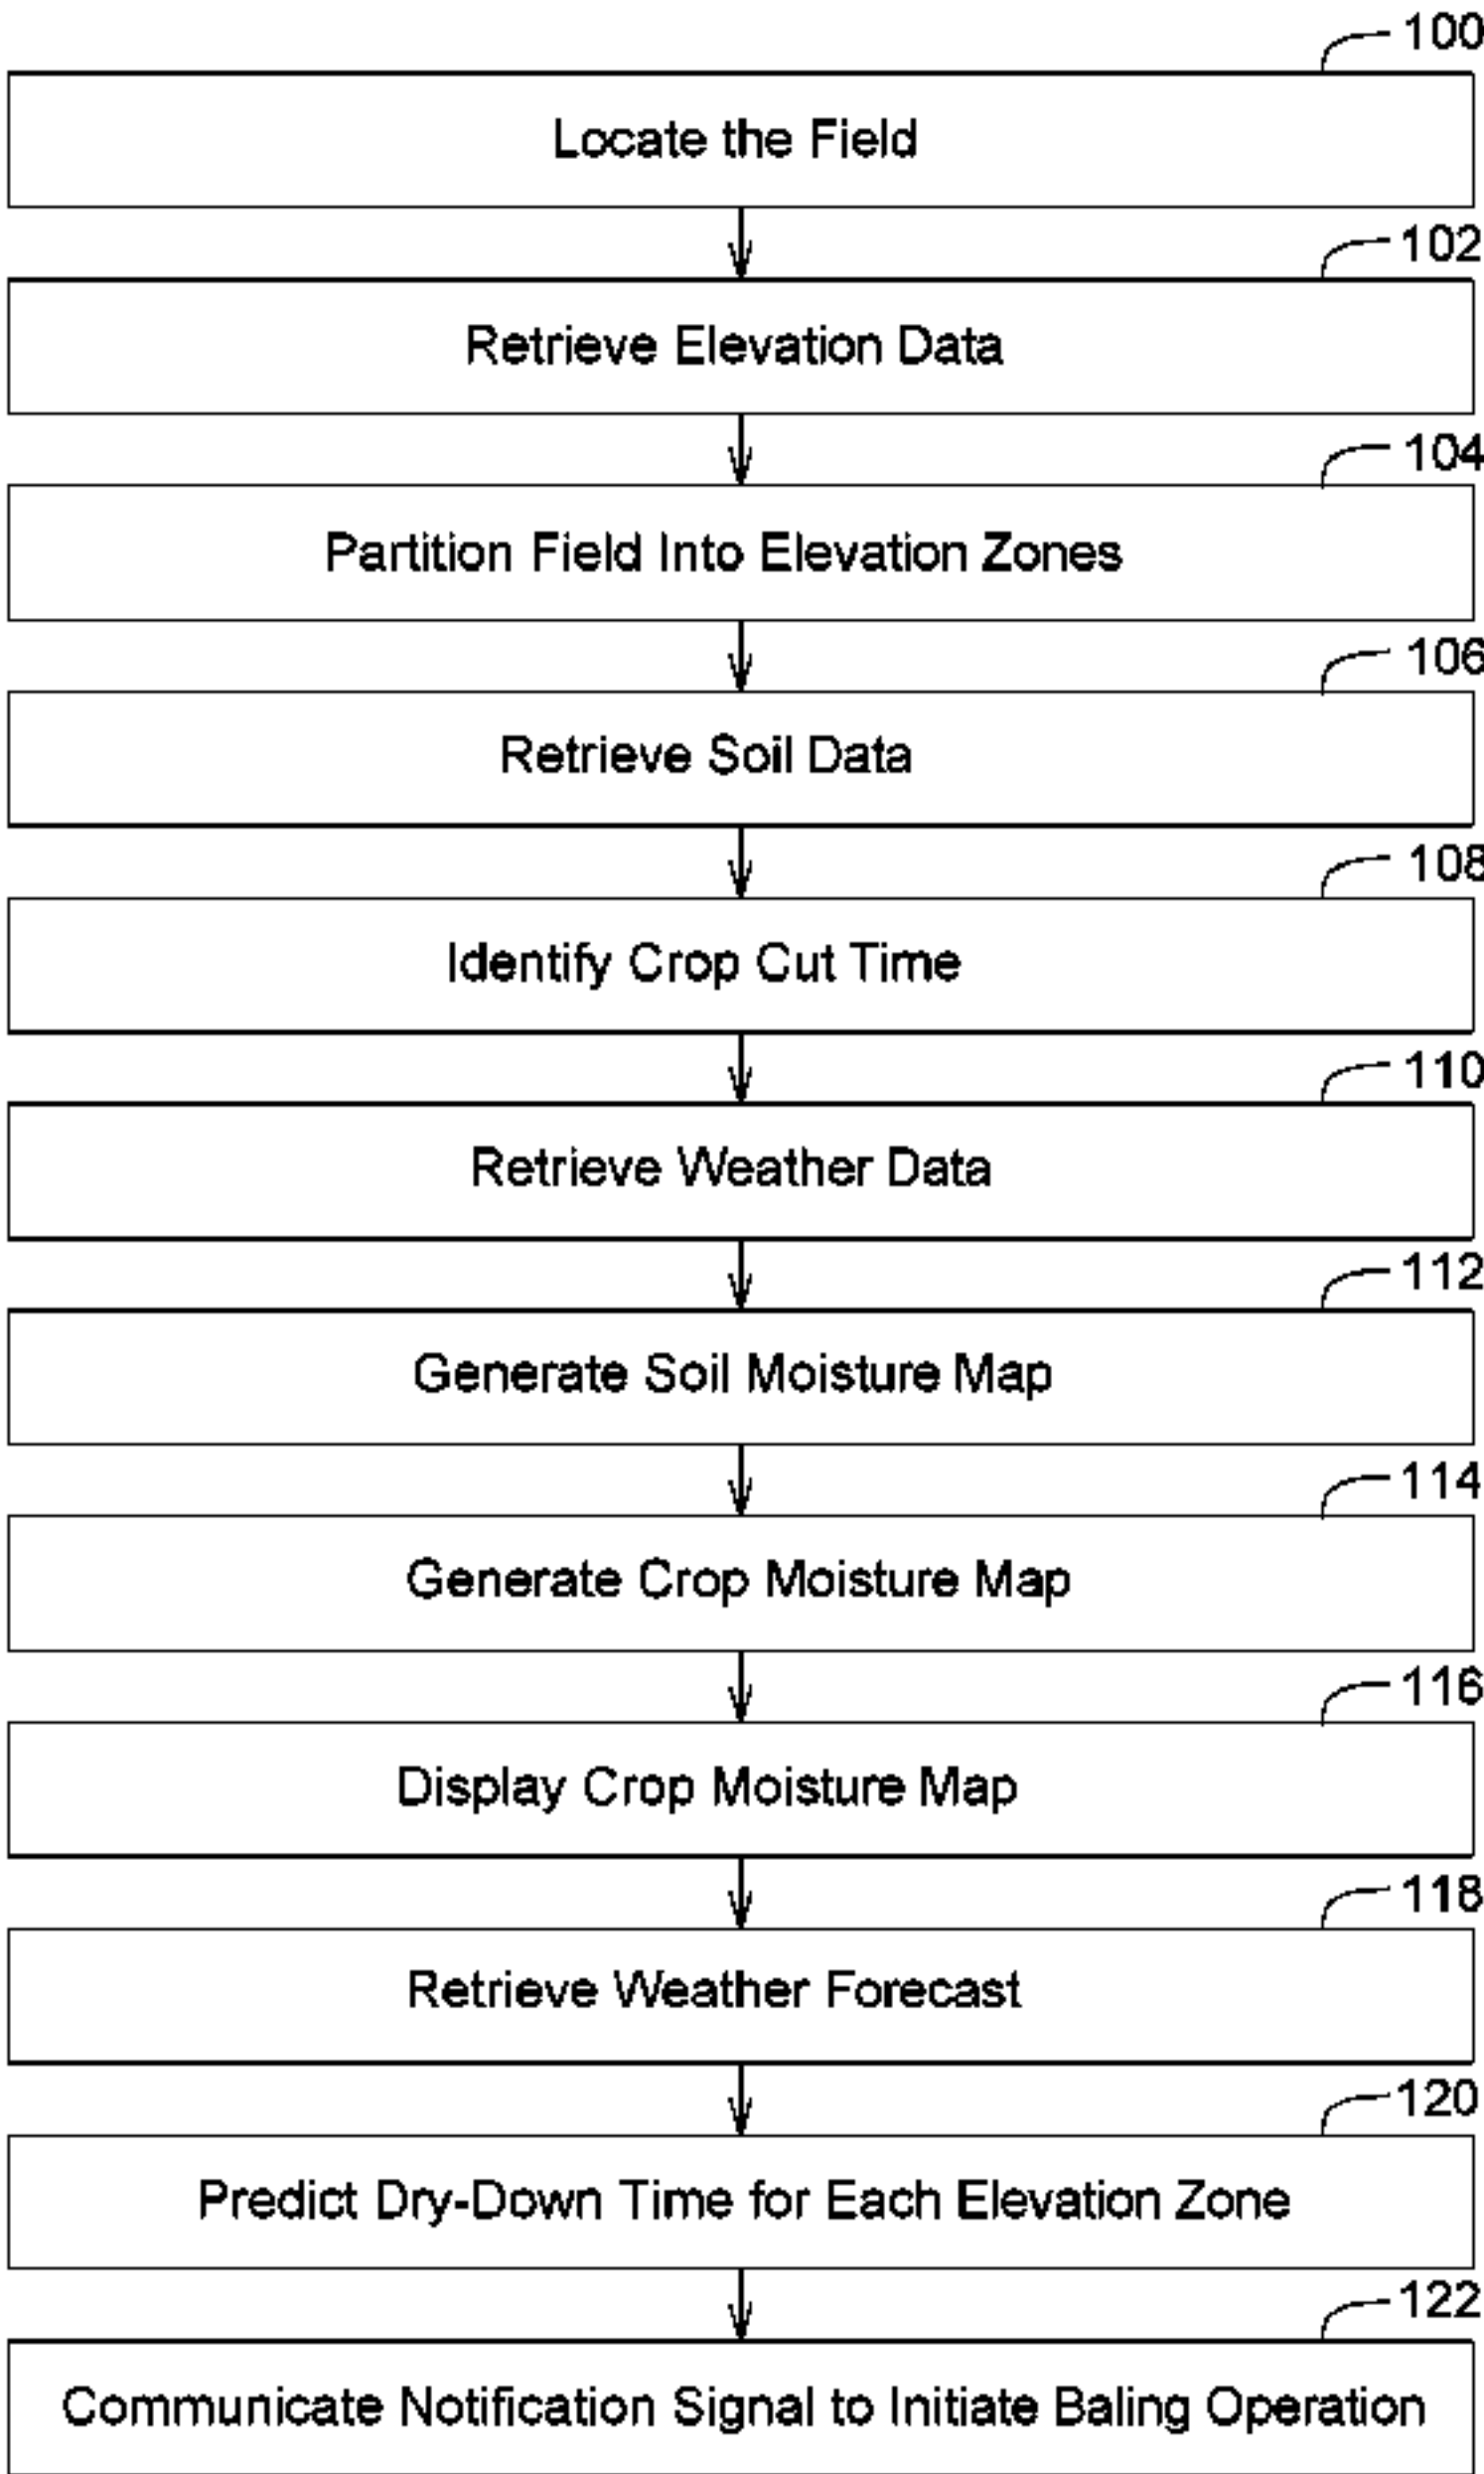 100
Locate the Field
102
Retrieve Elevation Data
104
Partition Field Into Elevation Zones
106
Retrieve Soil Data
108
Identify Crop Cut Time
110
Retrieve Weather Data
112
Generate Soil Moisture Map
114
Generate Crop Moisture Map
116
Display Crop Moisture Map
118
Retrieve Weather Forecast
120
Predict Dry-Down Time for Each Elevation Zone
122
Communicate Notification Signal to Initiate Baling Operation